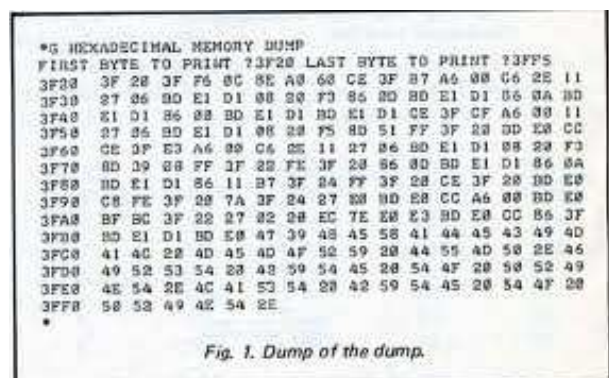 *G HEXADECIMAL MEMORY DUMP
FIRST BYTE TO PRINT ?3F20 LAST BYTE TO PRINT ?3FF5
3F20 3F 20 3F F6 0C 8E A0 60 CE 3F B7 A6 00 C6 2E 11
3F30 27 06 BD E1 D1 08 20 F3 86 0D BD E1 D1 86 0A BD
3F40 E1 D1 86 00 BD E1 D1 BD E1 D1 CE 3F CF A6 00 11
3F50 27 06 BD E1 D1 08 20 F5 8D 51 FF 3F 20 BD E0 CC
3F60 CE 3F E3 A6 00 C6 2E 11 27 06 BD E1 D1 08 20 F3
3F70 8D 39 08 FF 3F 22 FE 3F 20 86 0D BD E1 D1 86 0A
3F80 BD E1 D1 86 11 B7 3F 24 FF 3F 20 CE 3F 20 BD E0
3F90 C8 FE 3F 20 7A 3F 24 27 E0 BD E0 CC A6 00 BD E0
3FA0 BF BC 3F 22 27 02 20 EC 7E E0 E3 BD E0 CC 86 3F
3FB0 BD E1 D1 BD E0 47 39 48 45 58 41 44 45 43 49 4D
3FC0 41 4C 20 4D 45 4D 4F 52 59 20 44 55 4D 50 2E 46
3FD0 49 52 53 54 20 42 59 54 45 20 54 4F 20 50 52 49
3FE0 4E 54 2E 4C 41 53 54 20 42 59 54 45 20 54 4F 20
3FF0 50 52 49 4E 54 2E
*
Fig. 1. Dump of the dump.